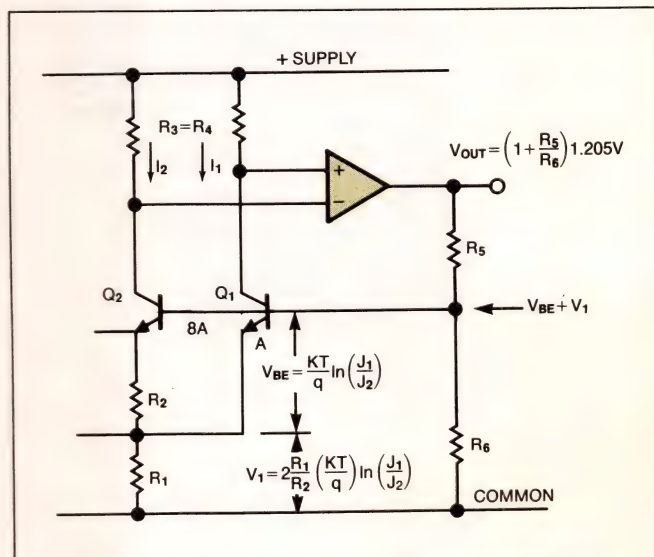 + SUPPLY
R3=R4
I2
I1
+
−
VOUT=(1+R5/R6)1.205V
R5
VBE+V1
Q2
Q1
8A
A
VBE=KT/q ln(J1/J2)
R2
R1
V1=2 R1/R2 (KT/q) ln(J1/J2)
R6
COMMON